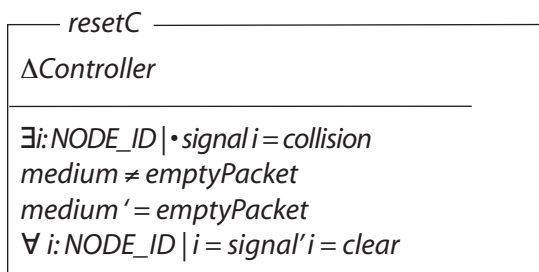 resetC
ΔController
∃i: NODE_ID | • signal i = collision
medium ≠ emptyPacket
medium ‘ = emptyPacket
∀ i: NODE_ID | i = signal’ i = clear